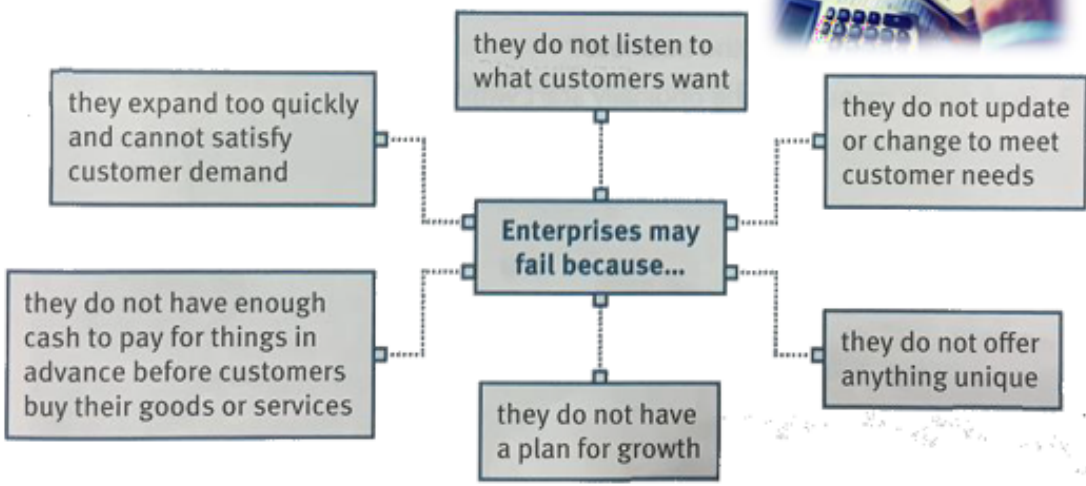 they do not listen to
what customers want
they expand too quickly
and cannot satisfy
customer demand
they do not update
or change to meet
customer needs
Enterprises may
fail because...
they do not have enough
cash to pay for things in
advance before customers
buy their goods or services
they do not have
a plan for growth
they do not offer
anything unique